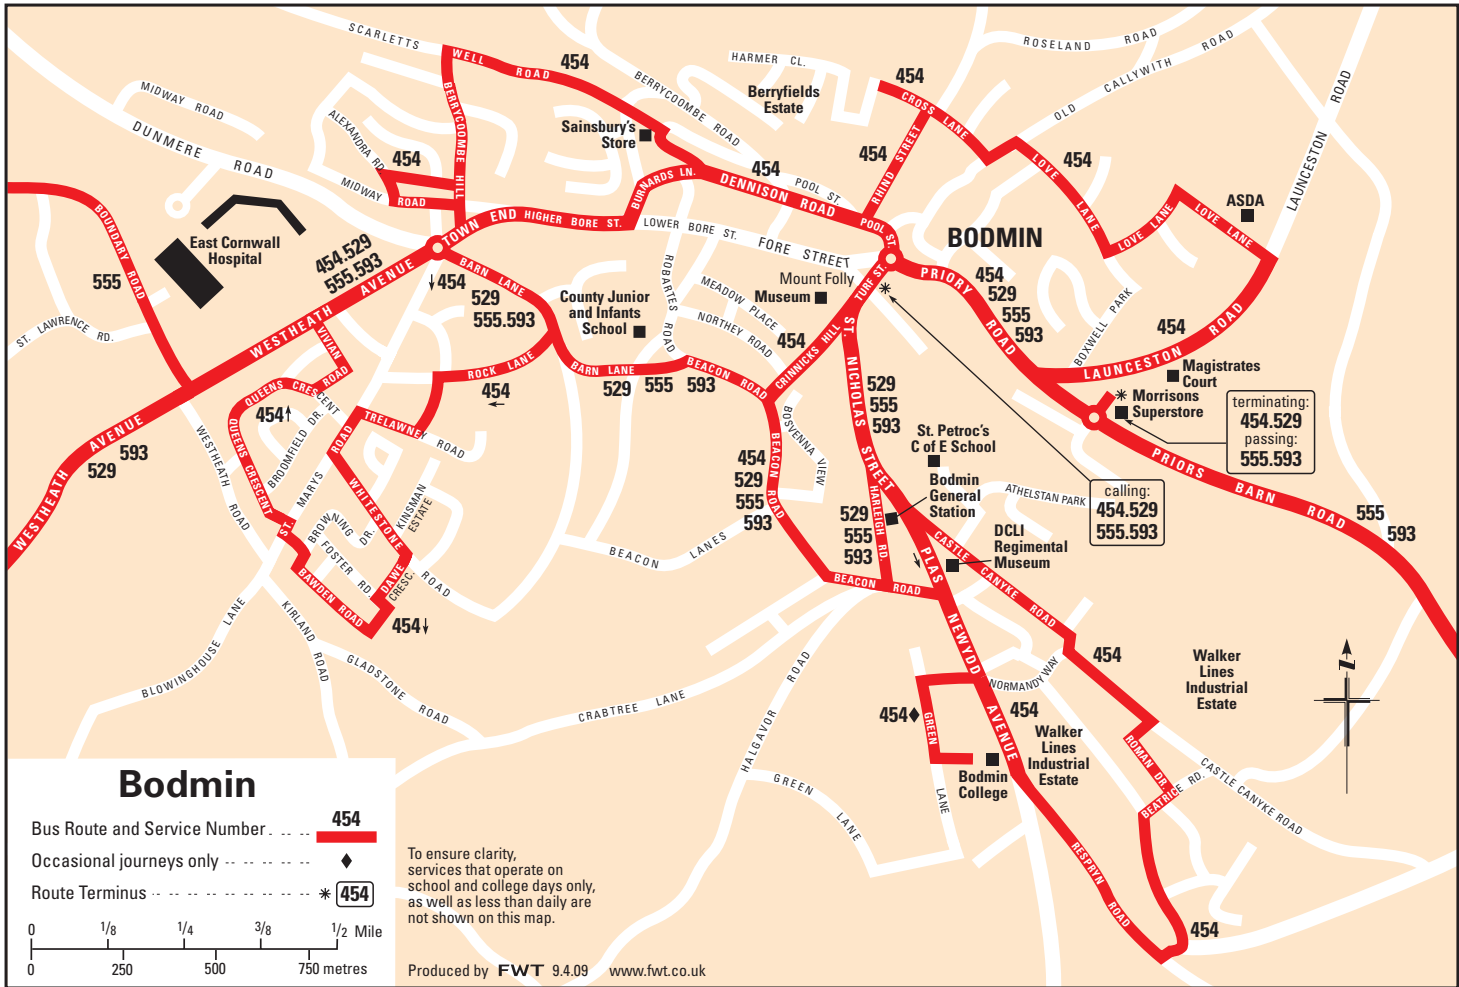 SCARLETTS
WELL ROAD
454
BERRYCOOMBE ROAD
HARMER CL.
Berryfields
Estate
454
CROSS LANE
ROSELAND ROAD
OLD CALLYWITH ROAD
LAUNCESTON ROAD
MIDWAY ROAD
DUNMERE ROAD
ALEXANDRA RD.
BERRYCOOMBE HILL
Sainsbury's
Store
454
MIDWAY ROAD
BURNARDS LN.
454
DENNISON ROAD
POOL ST.
454
RHIND STREET
454
LOVE LANE
LOVE LANE
LOVE LANE
ASDA
BOUNDARY ROAD
555
East Cornwall
Hospital
454.529
555.593
TOWN END
HIGHER BORE ST.
LOWER BORE ST.
FORE STREET
POOL ST.
BODMIN
ST. LAWRENCE RD.
WESTHEATH AVENUE
454
BARN LANE
529
555.593
County Junior
and Infants
School
ROBARTES ROAD
MEADOW PLACE
NORTHEY ROAD
Mount Folly
Museum
TURF ST.
454
CRINNICKS HILL
PRIORY ROAD
454
529
555
593
BOXWELL PARK
454
LAUNCESTON ROAD
Magistrates
Court
Morrisons
Superstore
terminating:
454.529
passing:
555.593
VIVIAN ROAD
QUEENS CRESCENT
454
QUEENS CRESCENT
BROOMFIELD DR.
ROCK LANE
454
BARN LANE
529 555 593
BEACON ROAD
ST. NICHOLAS STREET
529
555
593
BOSVENNA VIEW
TRELAWNEY ROAD
WESTHEATH AVENUE
529 593
WESTHEATH ROAD
ST. MARYS ROAD
WHITESTONE ROAD
KINSMAN
ESTATE
BROWNING DR.
FOSTER RD.
BAWDEN ROAD
DAWE CRESC.
454
454
529
555
593
BEACON ROAD
BEACON LANES
St. Petroc's
C of E School
Bodmin
General
Station
HARLEIGH RD.
529
555
593
ATHELSTAN PARK
calling:
454.529
555.593
PRIORS BARN ROAD
555
593
DCLI
Regimental
Museum
BEACON ROAD
CASTLE CANYKE ROAD
PLAS NEWYDD AVENUE
BLOWINGHOUSE LANE
KIRLAND ROAD
GLADSTONE ROAD
CRABTREE LANE
HALGAVOR ROAD
NORMANDY WAY
454
Walker
Lines
Industrial
Estate
454
GREEN LANE
454
Walker
Lines
Industrial
Estate
Bodmin
College
GREEN LANE
ROMAN DR.
BEATRICE RD.
CASTLE CANYKE ROAD
RESPRYN ROAD
454
N
Bodmin
Bus Route and Service Number 454
Occasional journeys only
Route Terminus 454
0 1/8 1/4 3/8 1/2 Mile
0 250 500 750 metres
To ensure clarity,
services that operate on
school and college days only,
as well as less than daily are
not shown on this map.
Produced by FWT 9.4.09 www.fwt.co.uk